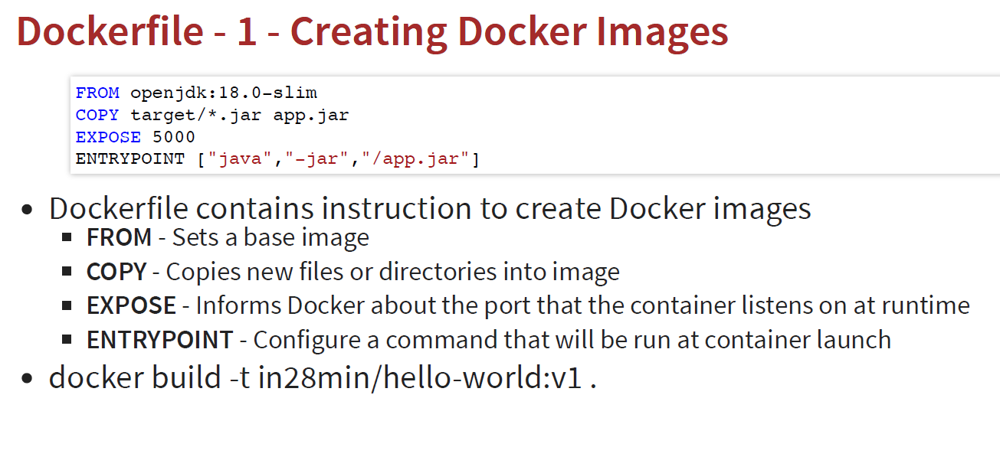 Dockerfile - 1 - Creating Docker Images
FROM openjdk:18.0-slim
COPY target/*.jar app.jar
EXPOSE 5000
ENTRYPOINT ["java","-jar","/app.jar"]
• Dockerfile contains instruction to create Docker images
▪ FROM - Sets a base image
▪ COPY - Copies new files or directories into image
▪ EXPOSE - Informs Docker about the port that the container listens on at runtime
▪ ENTRYPOINT - Configure a command that will be run at container launch
• docker build -t in28min/hello-world:v1 .